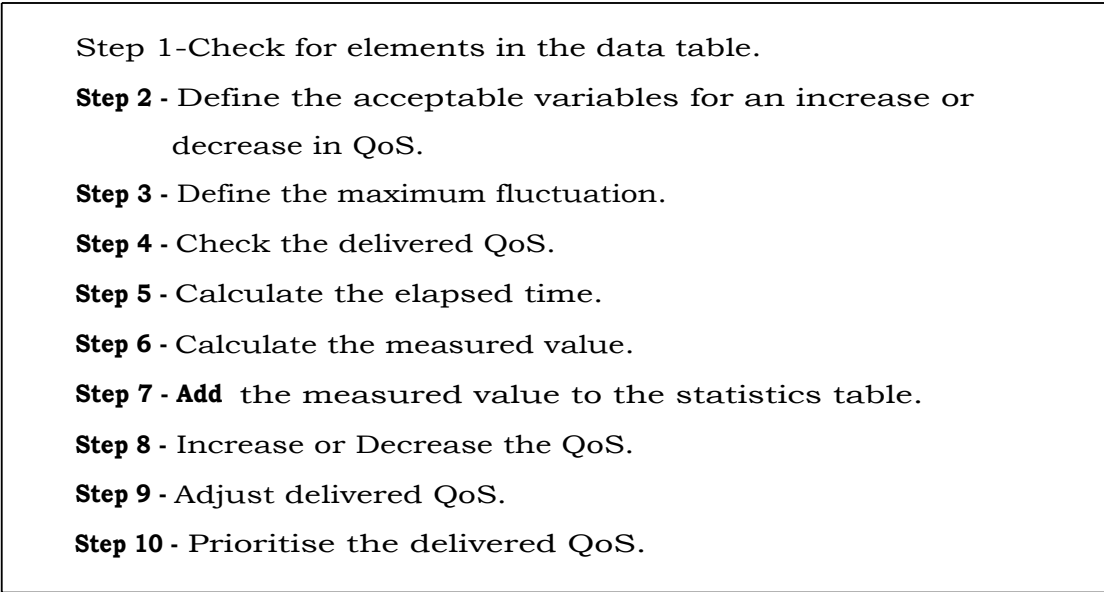 Step 1-Check for elements in the data table.
Step 2 - Define the acceptable variables for an increase or
decrease in QoS.
Step 3 - Define the maximum fluctuation.
Step 4 - Check the delivered QoS.
Step 5 - Calculate the elapsed time.
Step 6 - Calculate the measured value.
Step 7 - Add the measured value to the statistics table.
Step 8 - Increase or Decrease the QoS.
Step 9 - Adjust delivered QoS.
Step 10 - Prioritise the delivered QoS.